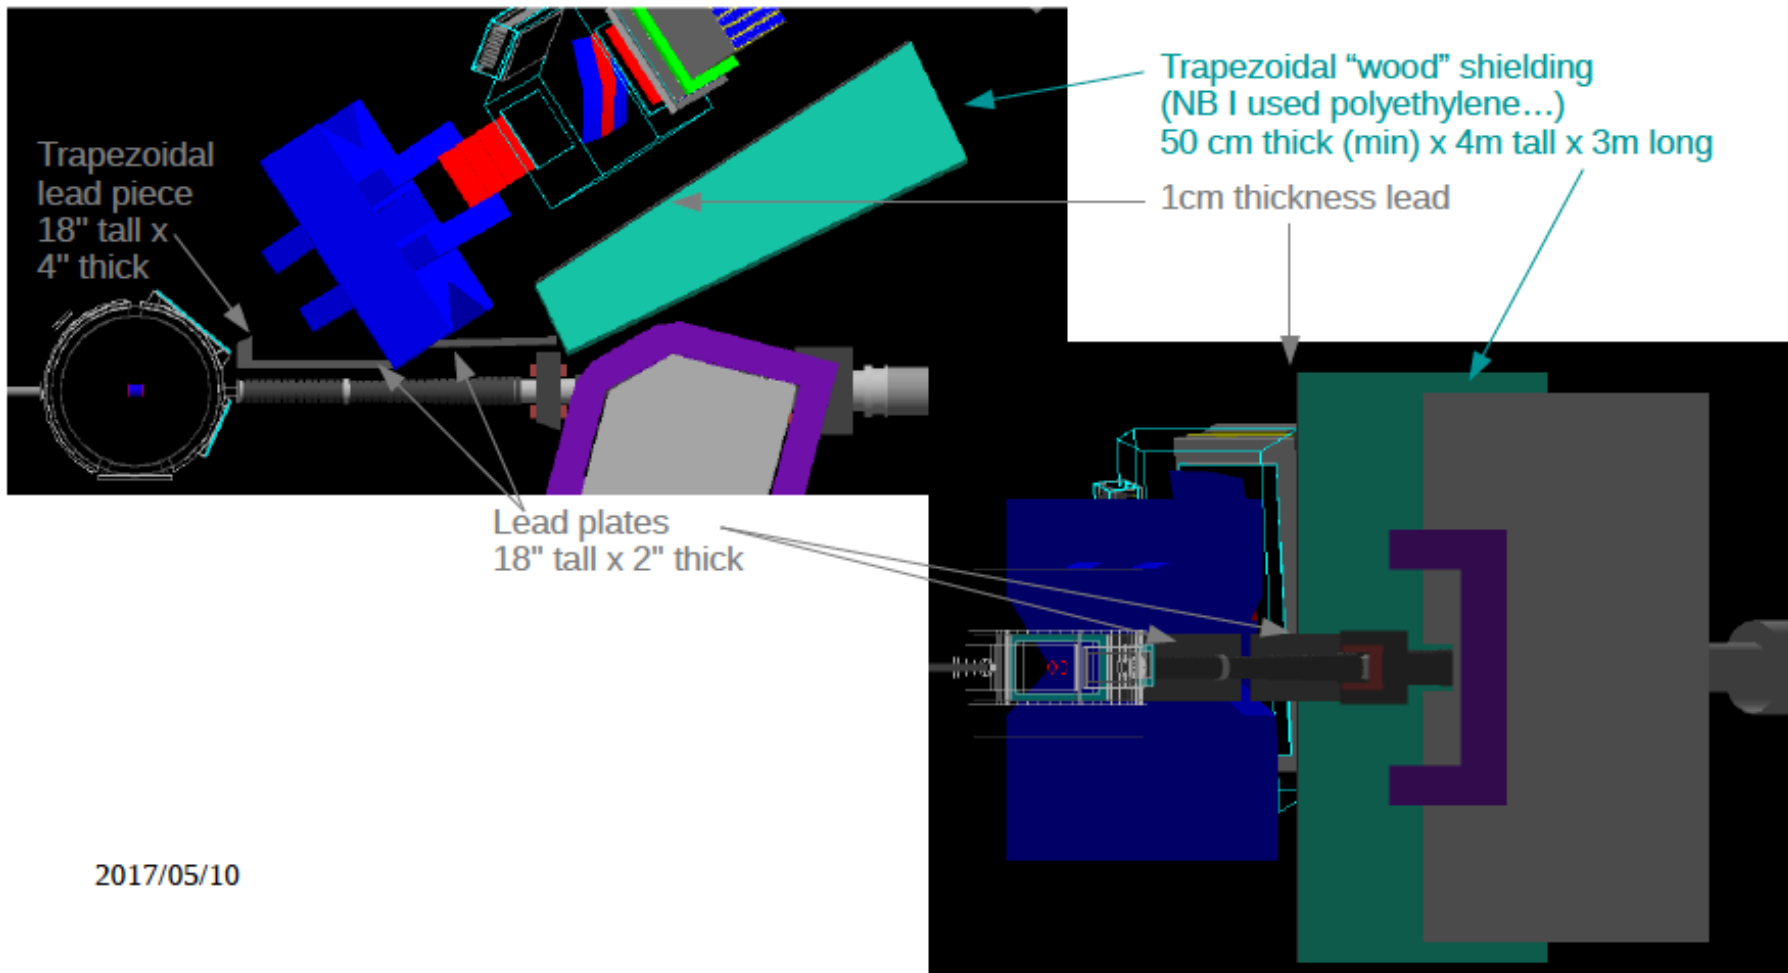 Trapezoidal “wood” shielding
(NB I used polyethylene...)
50 cm thick (min) x 4m tall x 3m long
1cm thickness lead
Trapezoidal
lead piece
18" tall x
4" thick
Lead plates
18" tall x 2" thick
2017/05/10